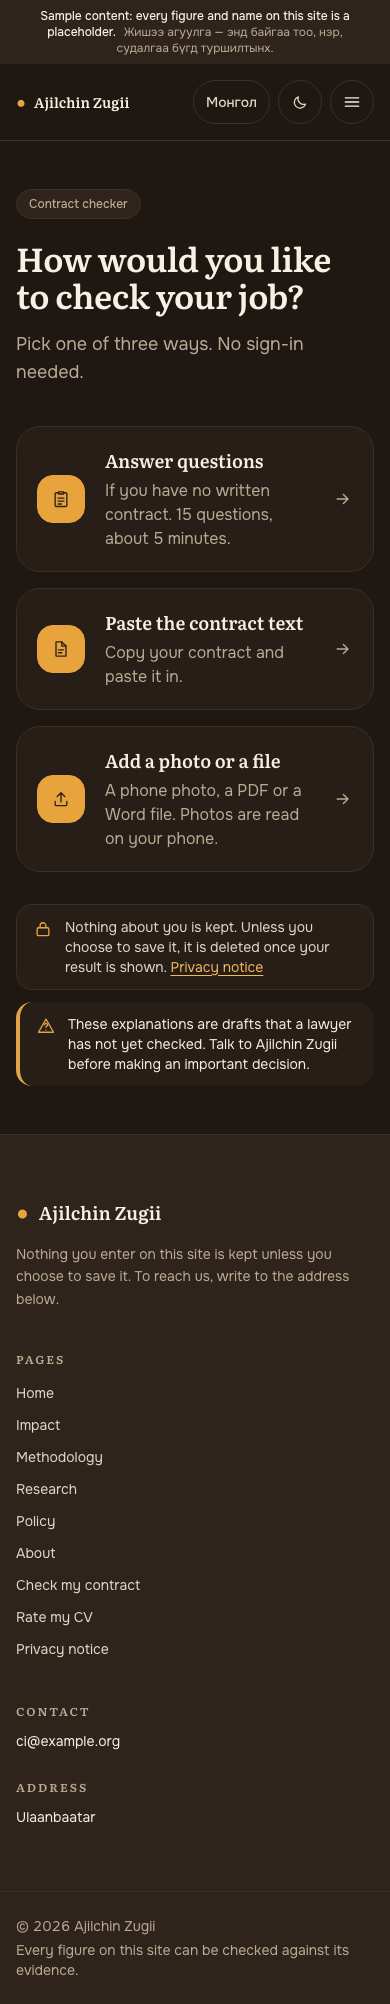 Sample content: every figure and name on this site is a
placeholder. Жишээ агуулга — энд байгаа тоо, нэр,
судалгаа бүгд туршилтынх.
Ajilchin Zugii
Монгол
Contract checker
How would you like
to check your job?
Pick one of three ways. No sign-in
needed.
Answer questions
If you have no written
contract. 15 questions,
about 5 minutes.
Paste the contract text
Copy your contract and
paste it in.
Add a photo or a file
A phone photo, a PDF or a
Word file. Photos are read
on your phone.
Nothing about you is kept. Unless you
choose to save it, it is deleted once your
result is shown. Privacy notice
These explanations are drafts that a lawyer
has not yet checked. Talk to Ajilchin Zugii
before making an important decision.
Ajilchin Zugii
Nothing you enter on this site is kept unless you
choose to save it. To reach us, write to the address
below.
PAGES
Home
Impact
Methodology
Research
Policy
About
Check my contract
Rate my CV
Privacy notice
CONTACT
ci@example.org
ADDRESS
Ulaanbaatar
© 2026 Ajilchin Zugii
Every figure on this site can be checked against its
evidence.